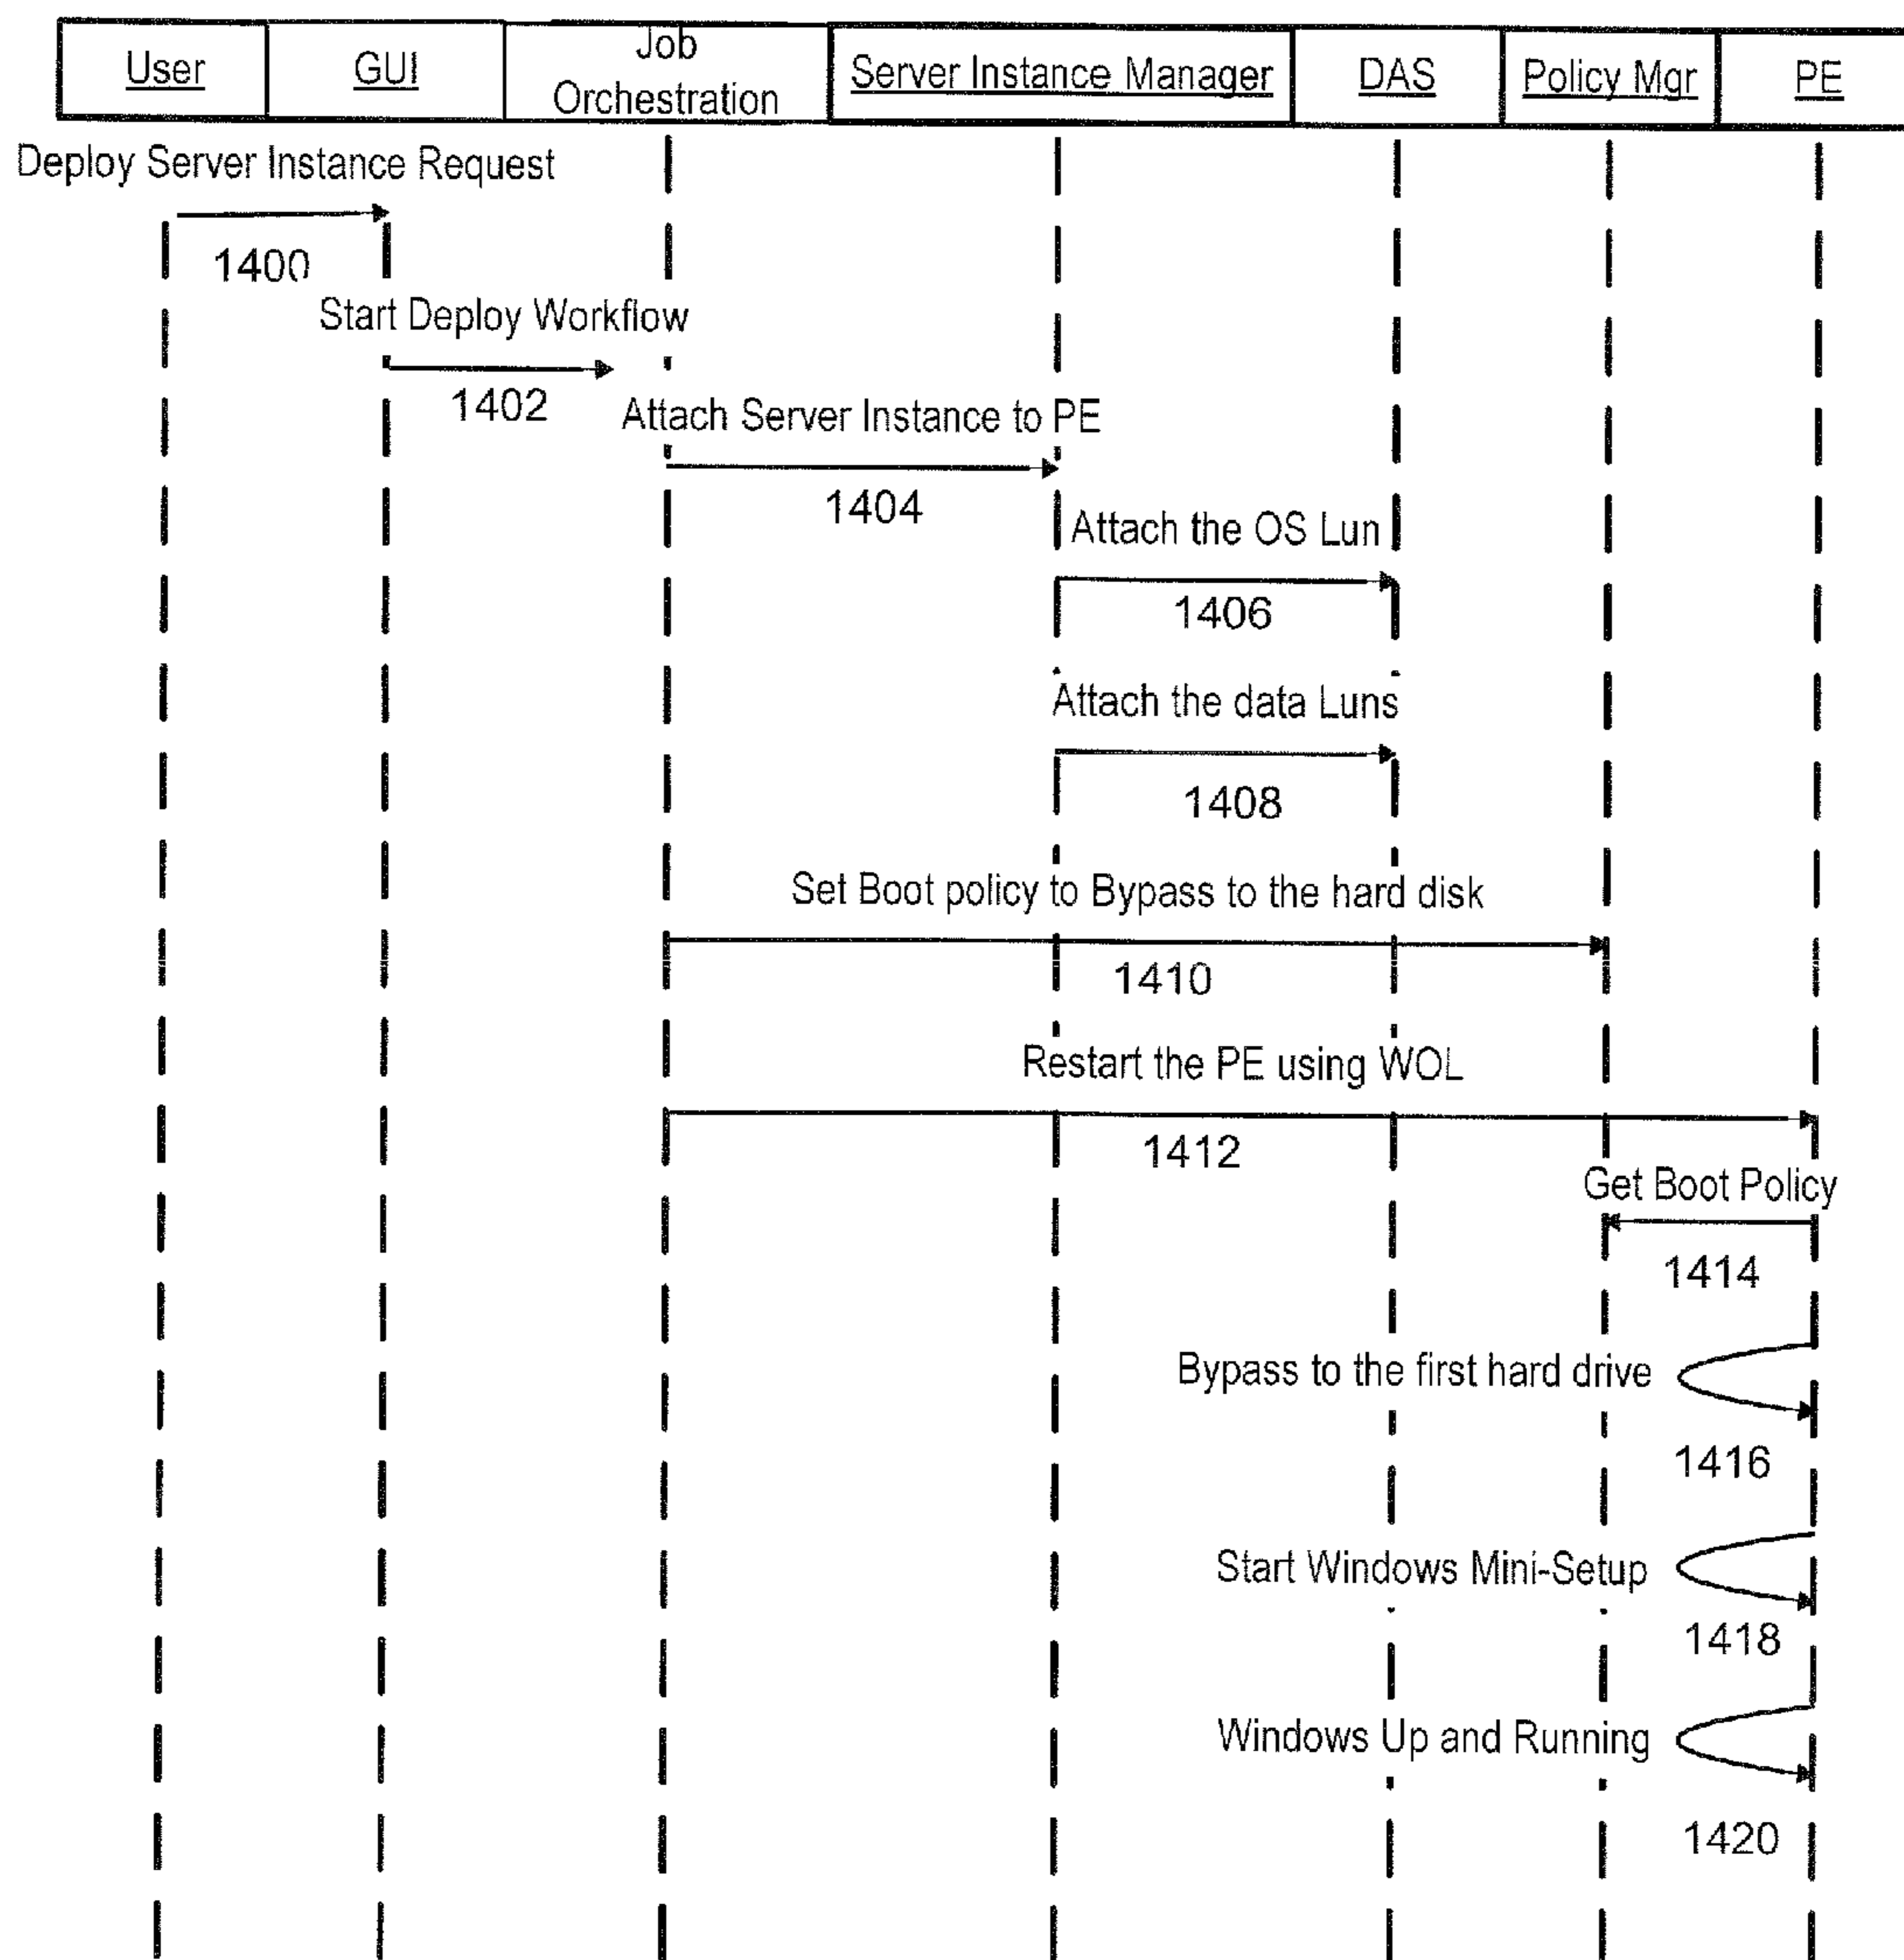 User
GUI
Job
Orchestration
Server Instance Manager
DAS
Policy Mgr
PE
Deploy Server Instance Request
1400
Start Deploy Workflow
1402
Attach Server Instance to PE
1404
Attach the OS Lun
1406
Attach the data Luns
1408
Set Boot policy to Bypass to the hard disk
1410
Restart the PE using WOL
1412
Get Boot Policy
1414
Bypass to the first hard drive
1416
Start Windows Mini-Setup
1418
Windows Up and Running
1420